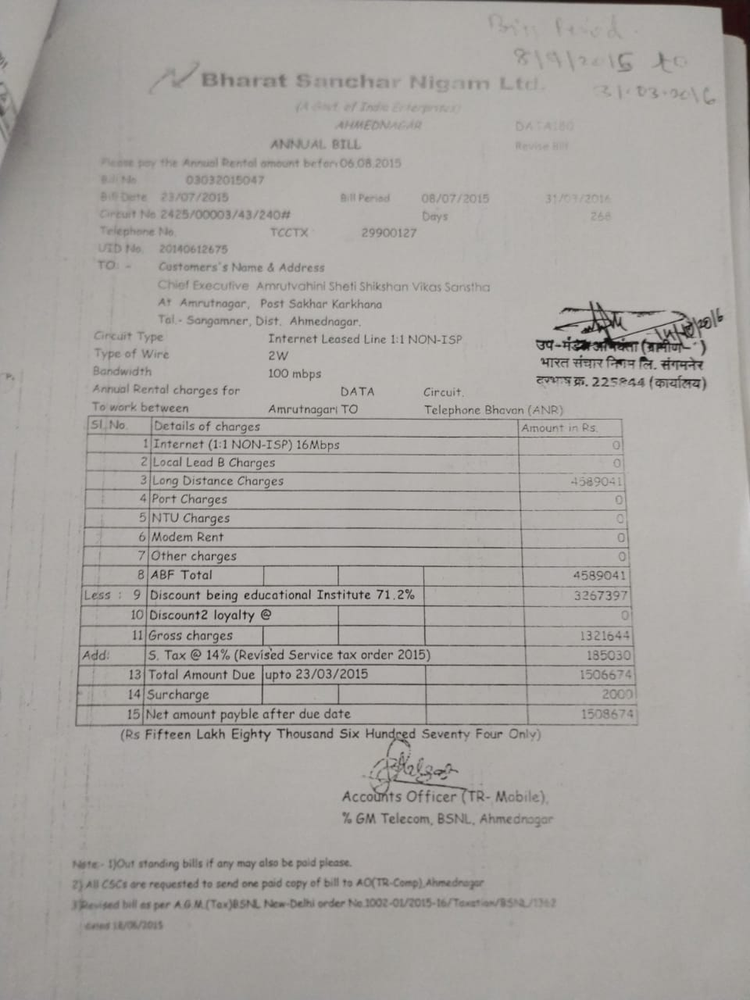 Bill Period.
8/7/2015 to
31.03.2016
Bharat Sanchar Nigam Ltd.
(A Govt of India Enterprises)
AHMEDNAGAR DATA180
ANNUAL BILL Revise Bill
Please pay the Annual Rental amount befor: 06.08.2015
Bill No 03032015047
Bill Date 23/07/2015 Bill Period 08/07/2015 31/03/2016
Circuit No 2425/00003/43/240# Days 268
Telephone No. TCCTX 29900127
UID No. 20140612675
TO: - Customers's Name & Address
Chief Executive Amrutvahini Sheti Shikshan Vikas Sanstha
At Amrutnagar, Post Sakhar Karkhana
Tal.- Sangamner, Dist. Ahmednagar.
Circuit Type Internet Leased Line 1:1 NON-ISP
Type of Wire 2W
Bandwidth 100 mbps
उप-मंडल अभियंता (ग्रामीण- )
भारत संचार निगम लि. संगमनेर
दरभाष क्र. 225844 (कार्यालय)
Annual Rental charges for DATA Circuit.
To work between Amrutnagari TO Telephone Bhavan (ANR)
Sl. No. Details of charges Amount in Rs.
1 Internet (1:1 NON-ISP) 16Mbps 0
2 Local Lead B Charges 0
3 Long Distance Charges 4589041
4 Port Charges 0
5 NTU Charges 0
6 Modem Rent 0
7 Other charges 0
8 ABF Total 4589041
Less : 9 Discount being educational Institute 71.2% 3267397
10 Discount2 loyalty @ 0
11 Gross charges 1321644
Add: S. Tax @ 14% (Revised Service tax order 2015) 185030
13 Total Amount Due upto 23/03/2015 1506674
14 Surcharge 2000
15 Net amount payble after due date 1508674
(Rs Fifteen Lakh Eighty Thousand Six Hundred Seventy Four Only)
Accounts Officer (TR- Mobile),
% GM Telecom, BSNL, Ahmednagar
Note:- 1)Out standing bills if any may also be paid please.
2) All CSCs are requested to send one paid copy of bill to AO(TR-Comp),Ahmednagar
3)Revised bill as per A.G.M.(Tax)BSNL New-Delhi order No.1002-01/2015-16/Taxation/BSNL/1362
dated 18/06/2015